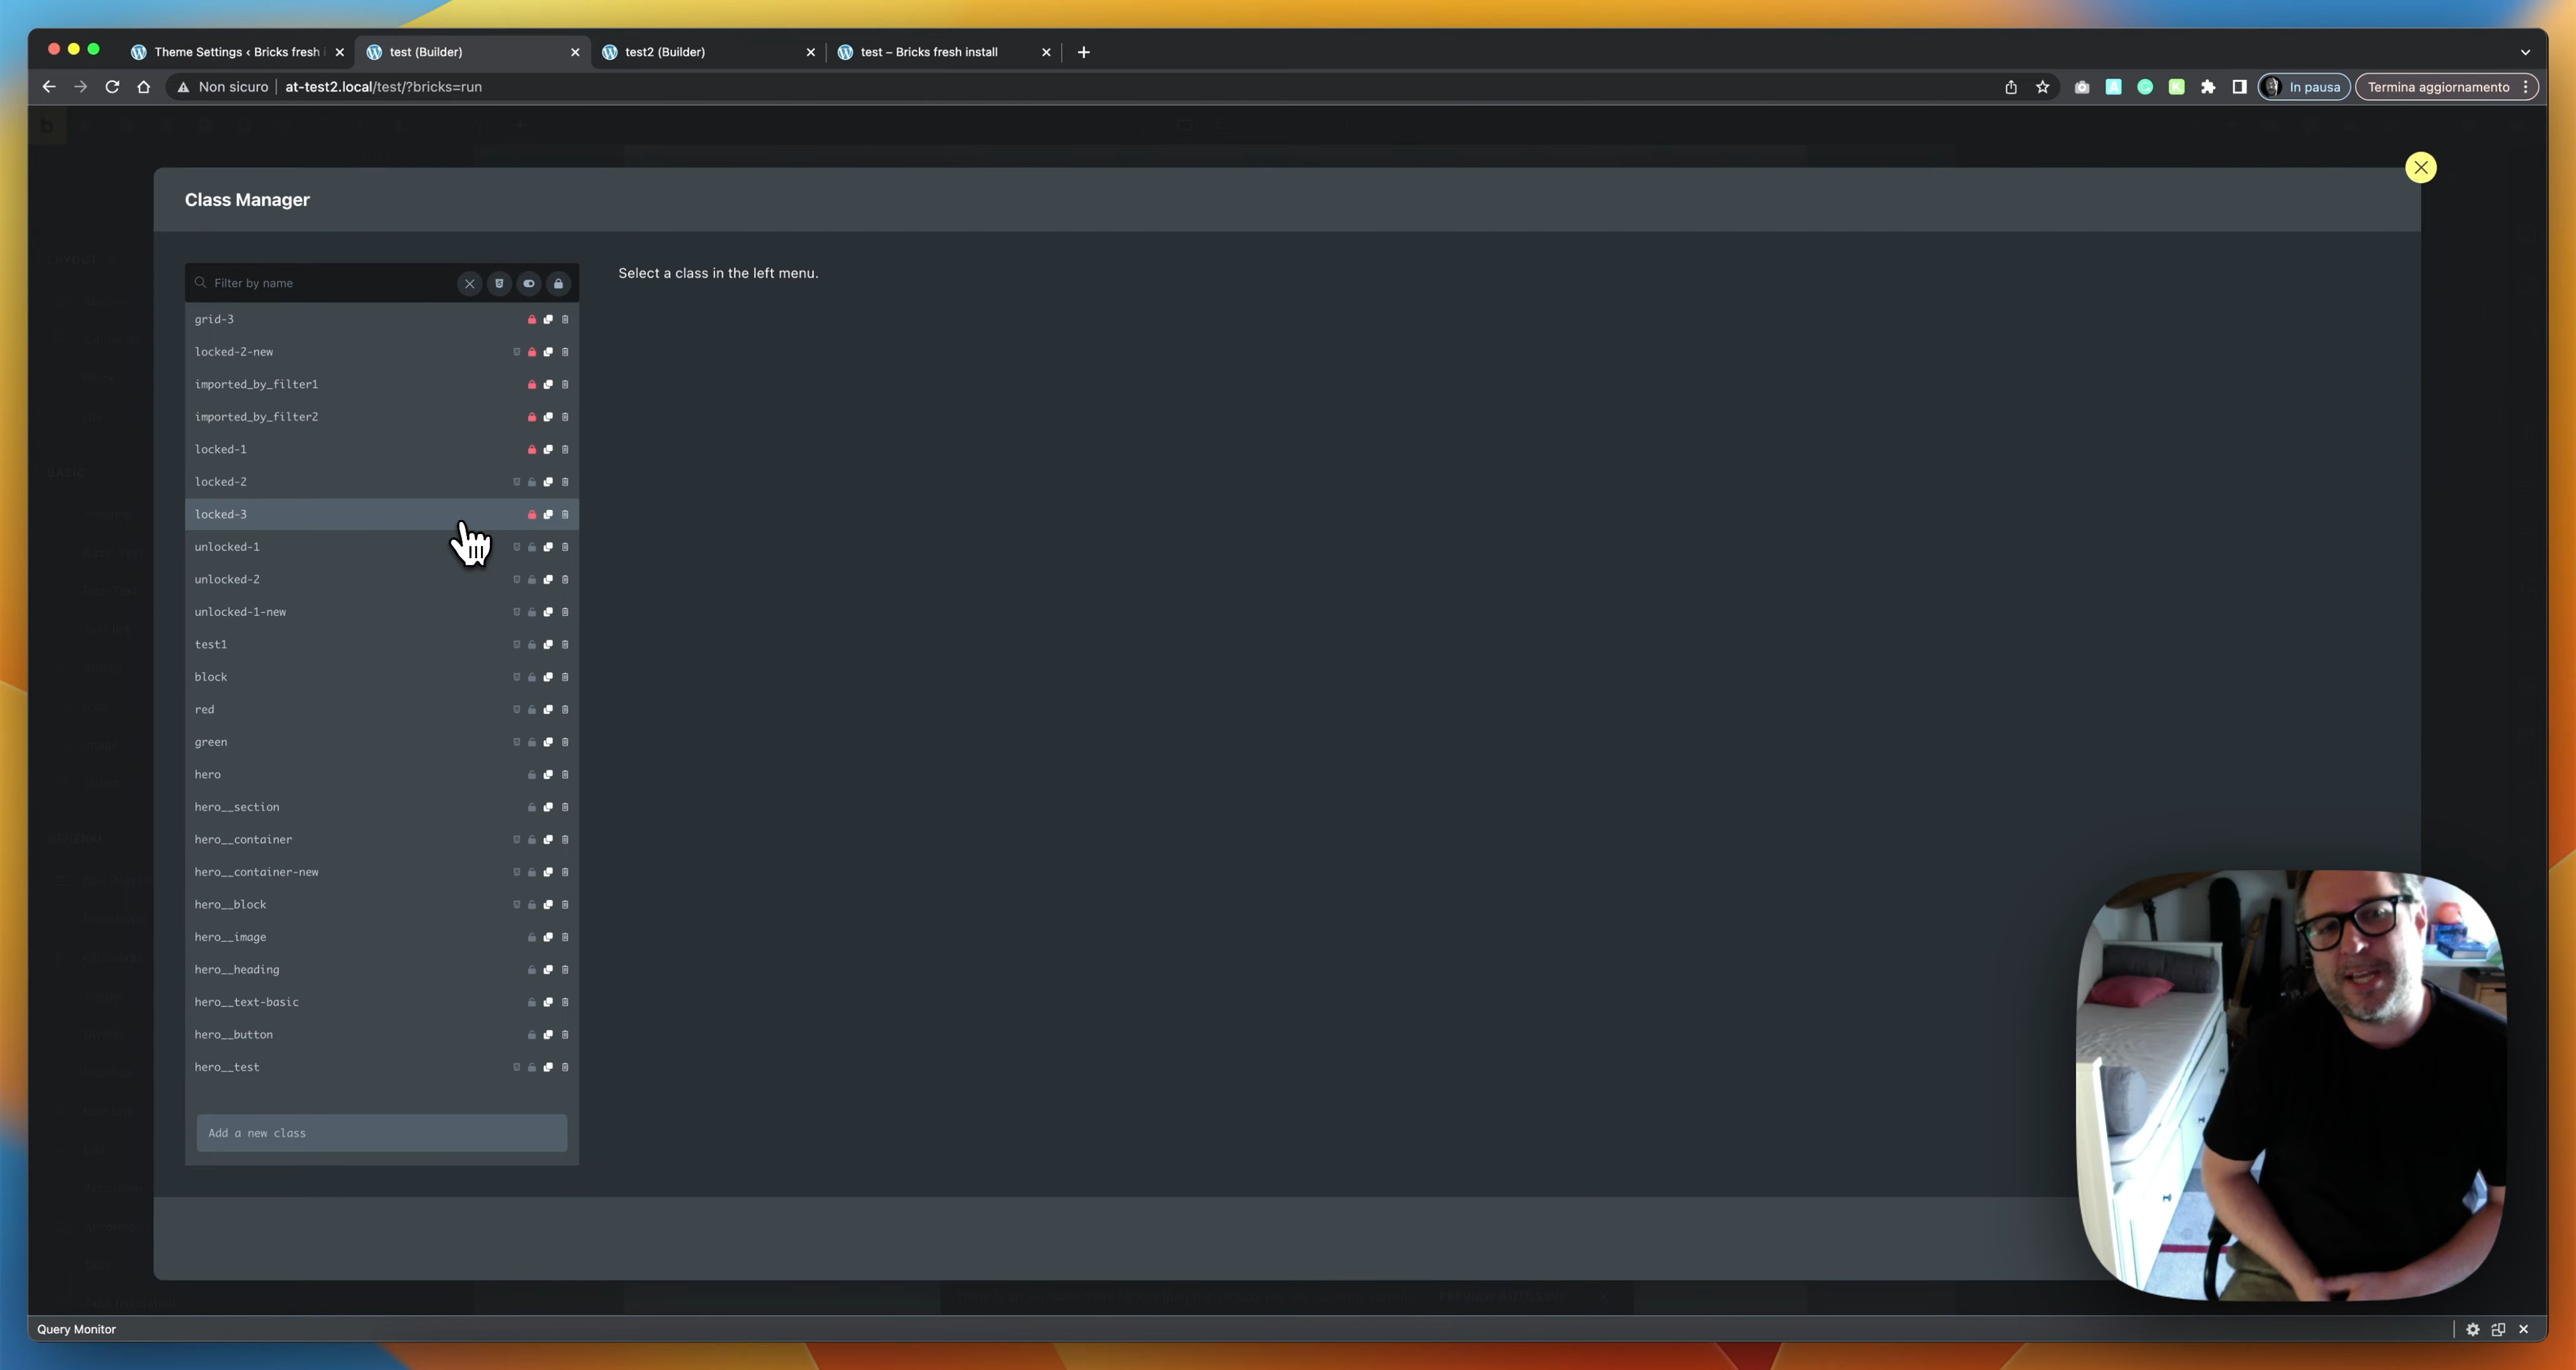 Theme Settings ‹ Bricks fresh i
test (Builder)
test2 (Builder)
test – Bricks fresh install
Non sicuro
at-test2.local/test/?bricks=run
In pausa
Termina aggiornamento
Class Manager
Filter by name
Select a class in the left menu.
grid-3
locked-2-new
imported_by_filter1
imported_by_filter2
locked-1
locked-2
locked-3
unlocked-1
unlocked-2
unlocked-1-new
test1
block
red
green
hero
hero__section
hero__container
hero__container-new
hero__block
hero__image
hero__heading
hero__text-basic
hero__button
hero__test
Add a new class
Query Monitor